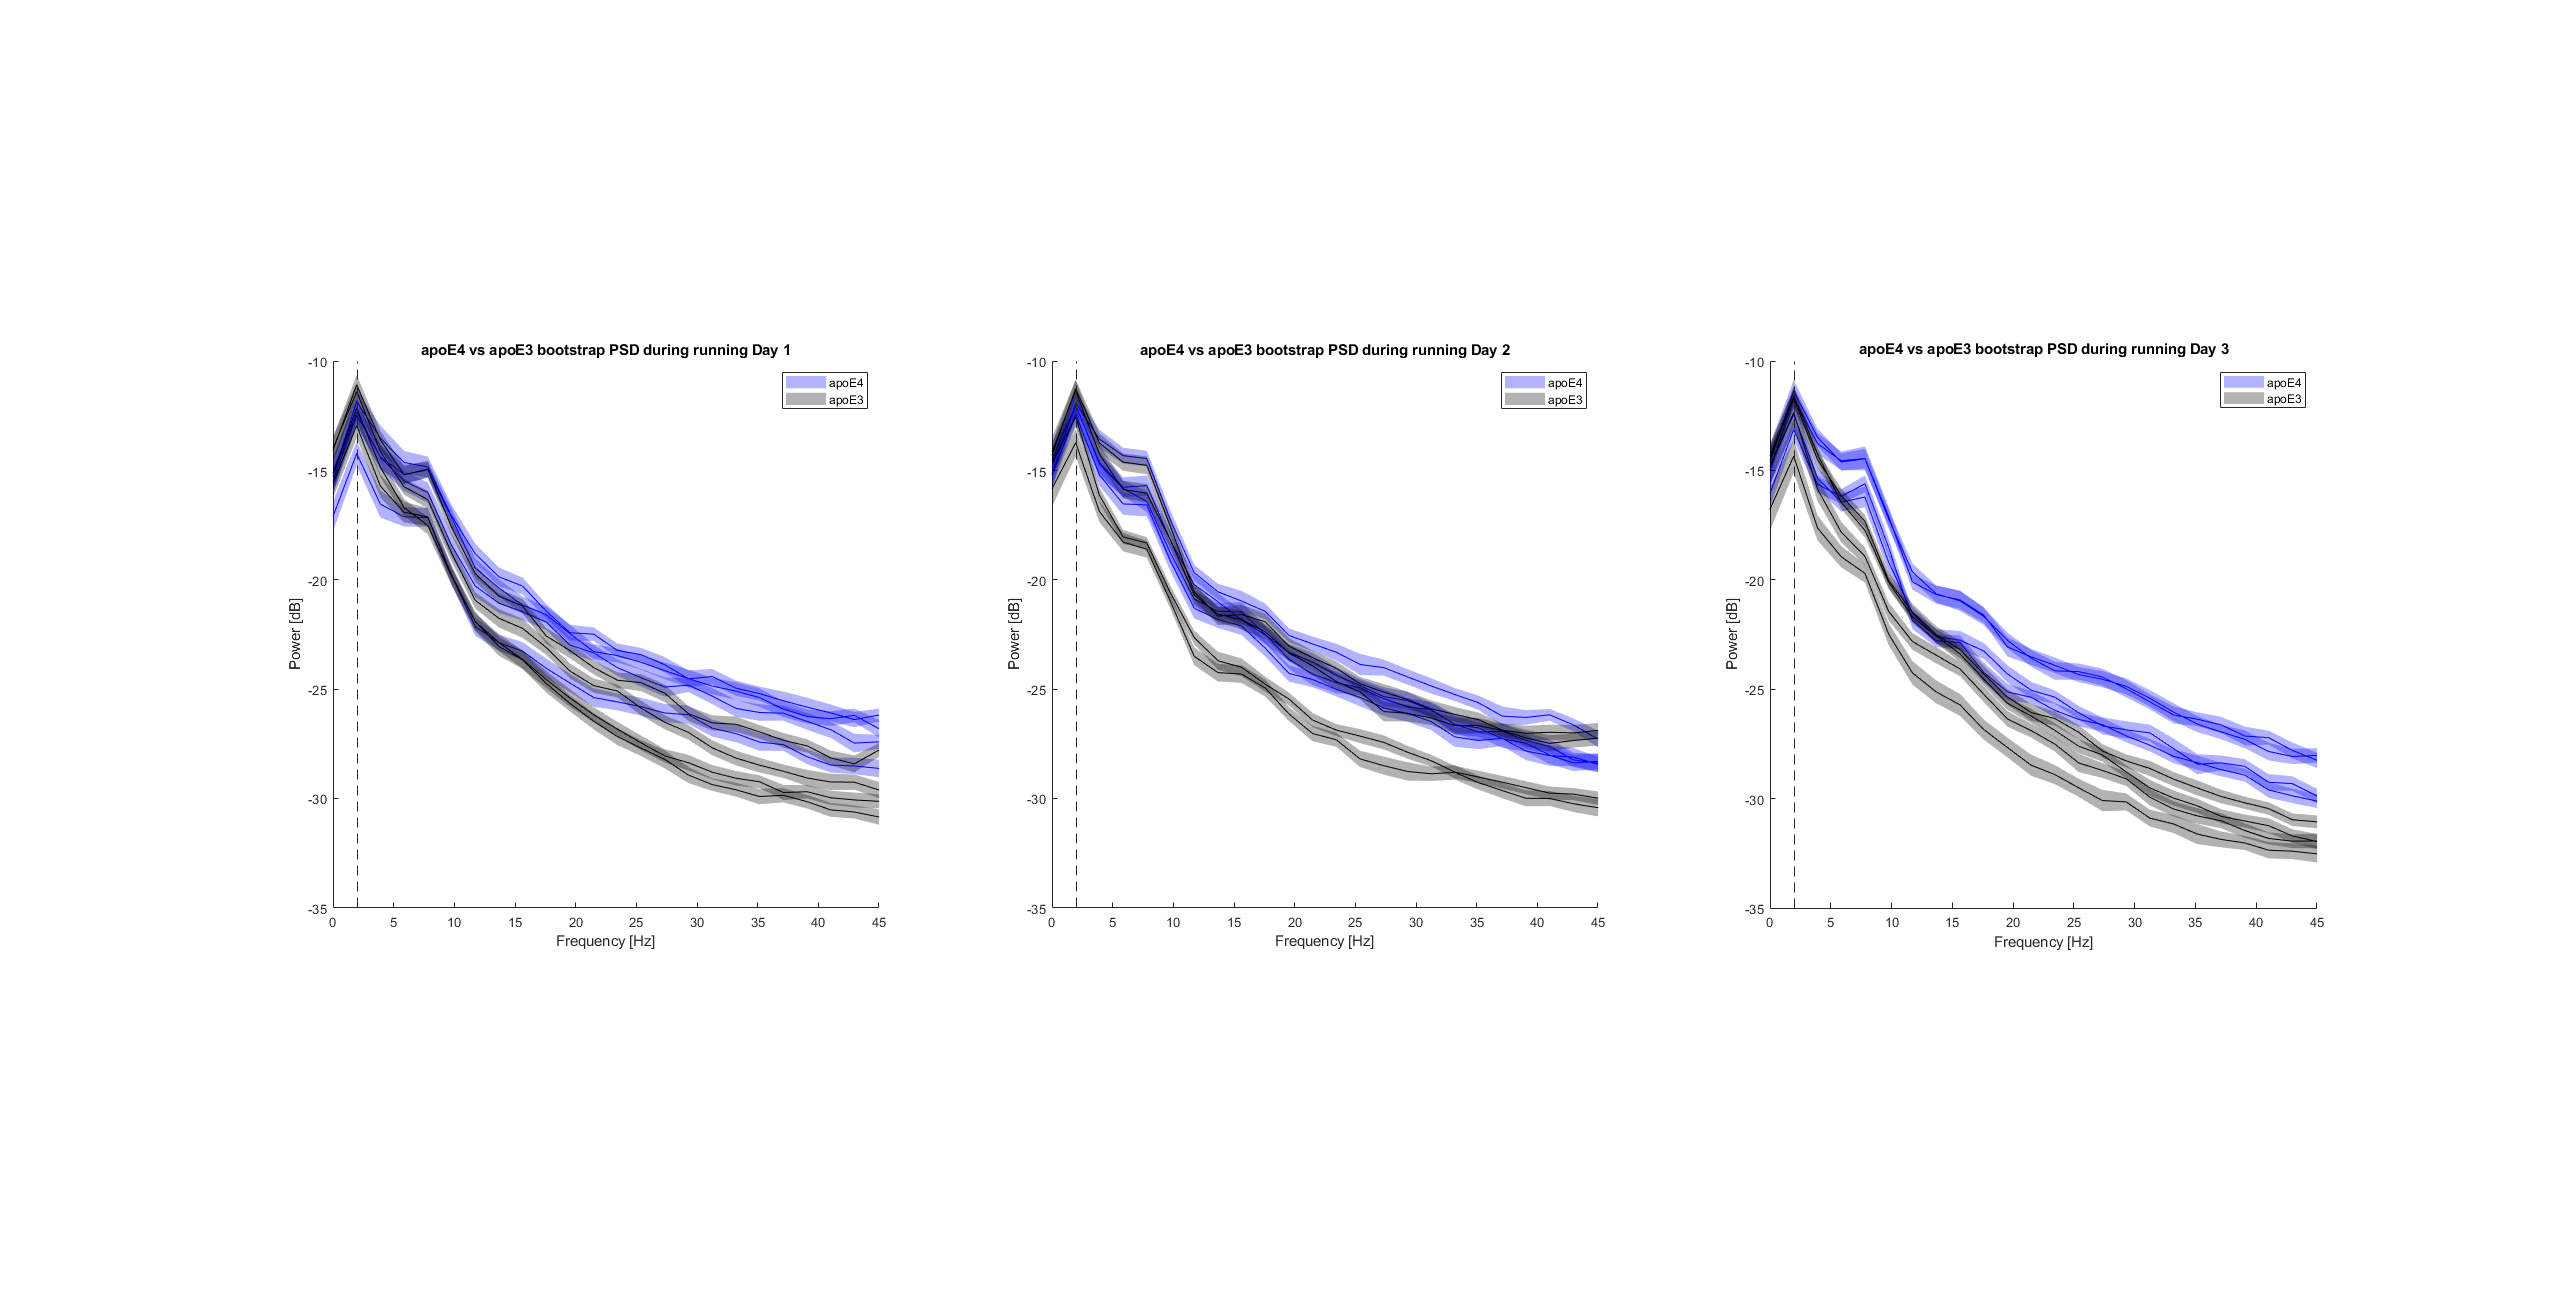 apoE4 vs apoE3 bootstrap PSD during running Day 1
apoE4
apoE3
Power [dB]
-10
-15
-20
-25
-30
-35
0 5 10 15 20 25 30 35 40 45
Frequency [Hz]
apoE4 vs apoE3 bootstrap PSD during running Day 2
apoE4
apoE3
Power [dB]
-10
-15
-20
-25
-30
-35
0 5 10 15 20 25 30 35 40 45
Frequency [Hz]
apoE4 vs apoE3 bootstrap PSD during running Day 3
apoE4
apoE3
Power [dB]
-10
-15
-20
-25
-30
-35
0 5 10 15 20 25 30 35 40 45
Frequency [Hz]